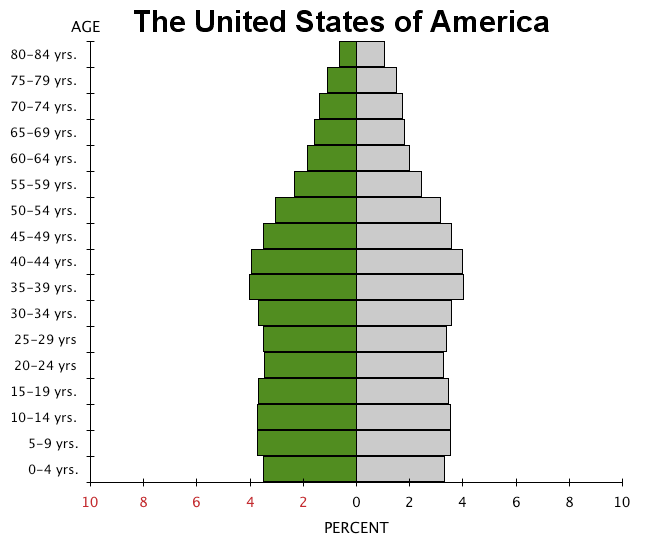 The United States of America
AGE
80-84 yrs.
75-79 yrs.
70-74 yrs.
65-69 yrs.
60-64 yrs.
55-59 yrs.
50-54 yrs.
45-49 yrs.
40-44 yrs.
35-39 yrs.
30-34 yrs.
25-29 yrs
20-24 yrs
15-19 yrs.
10-14 yrs.
5-9 yrs.
0-4 yrs.
10 8 6 4 2 0 2 4 6 8 10
PERCENT